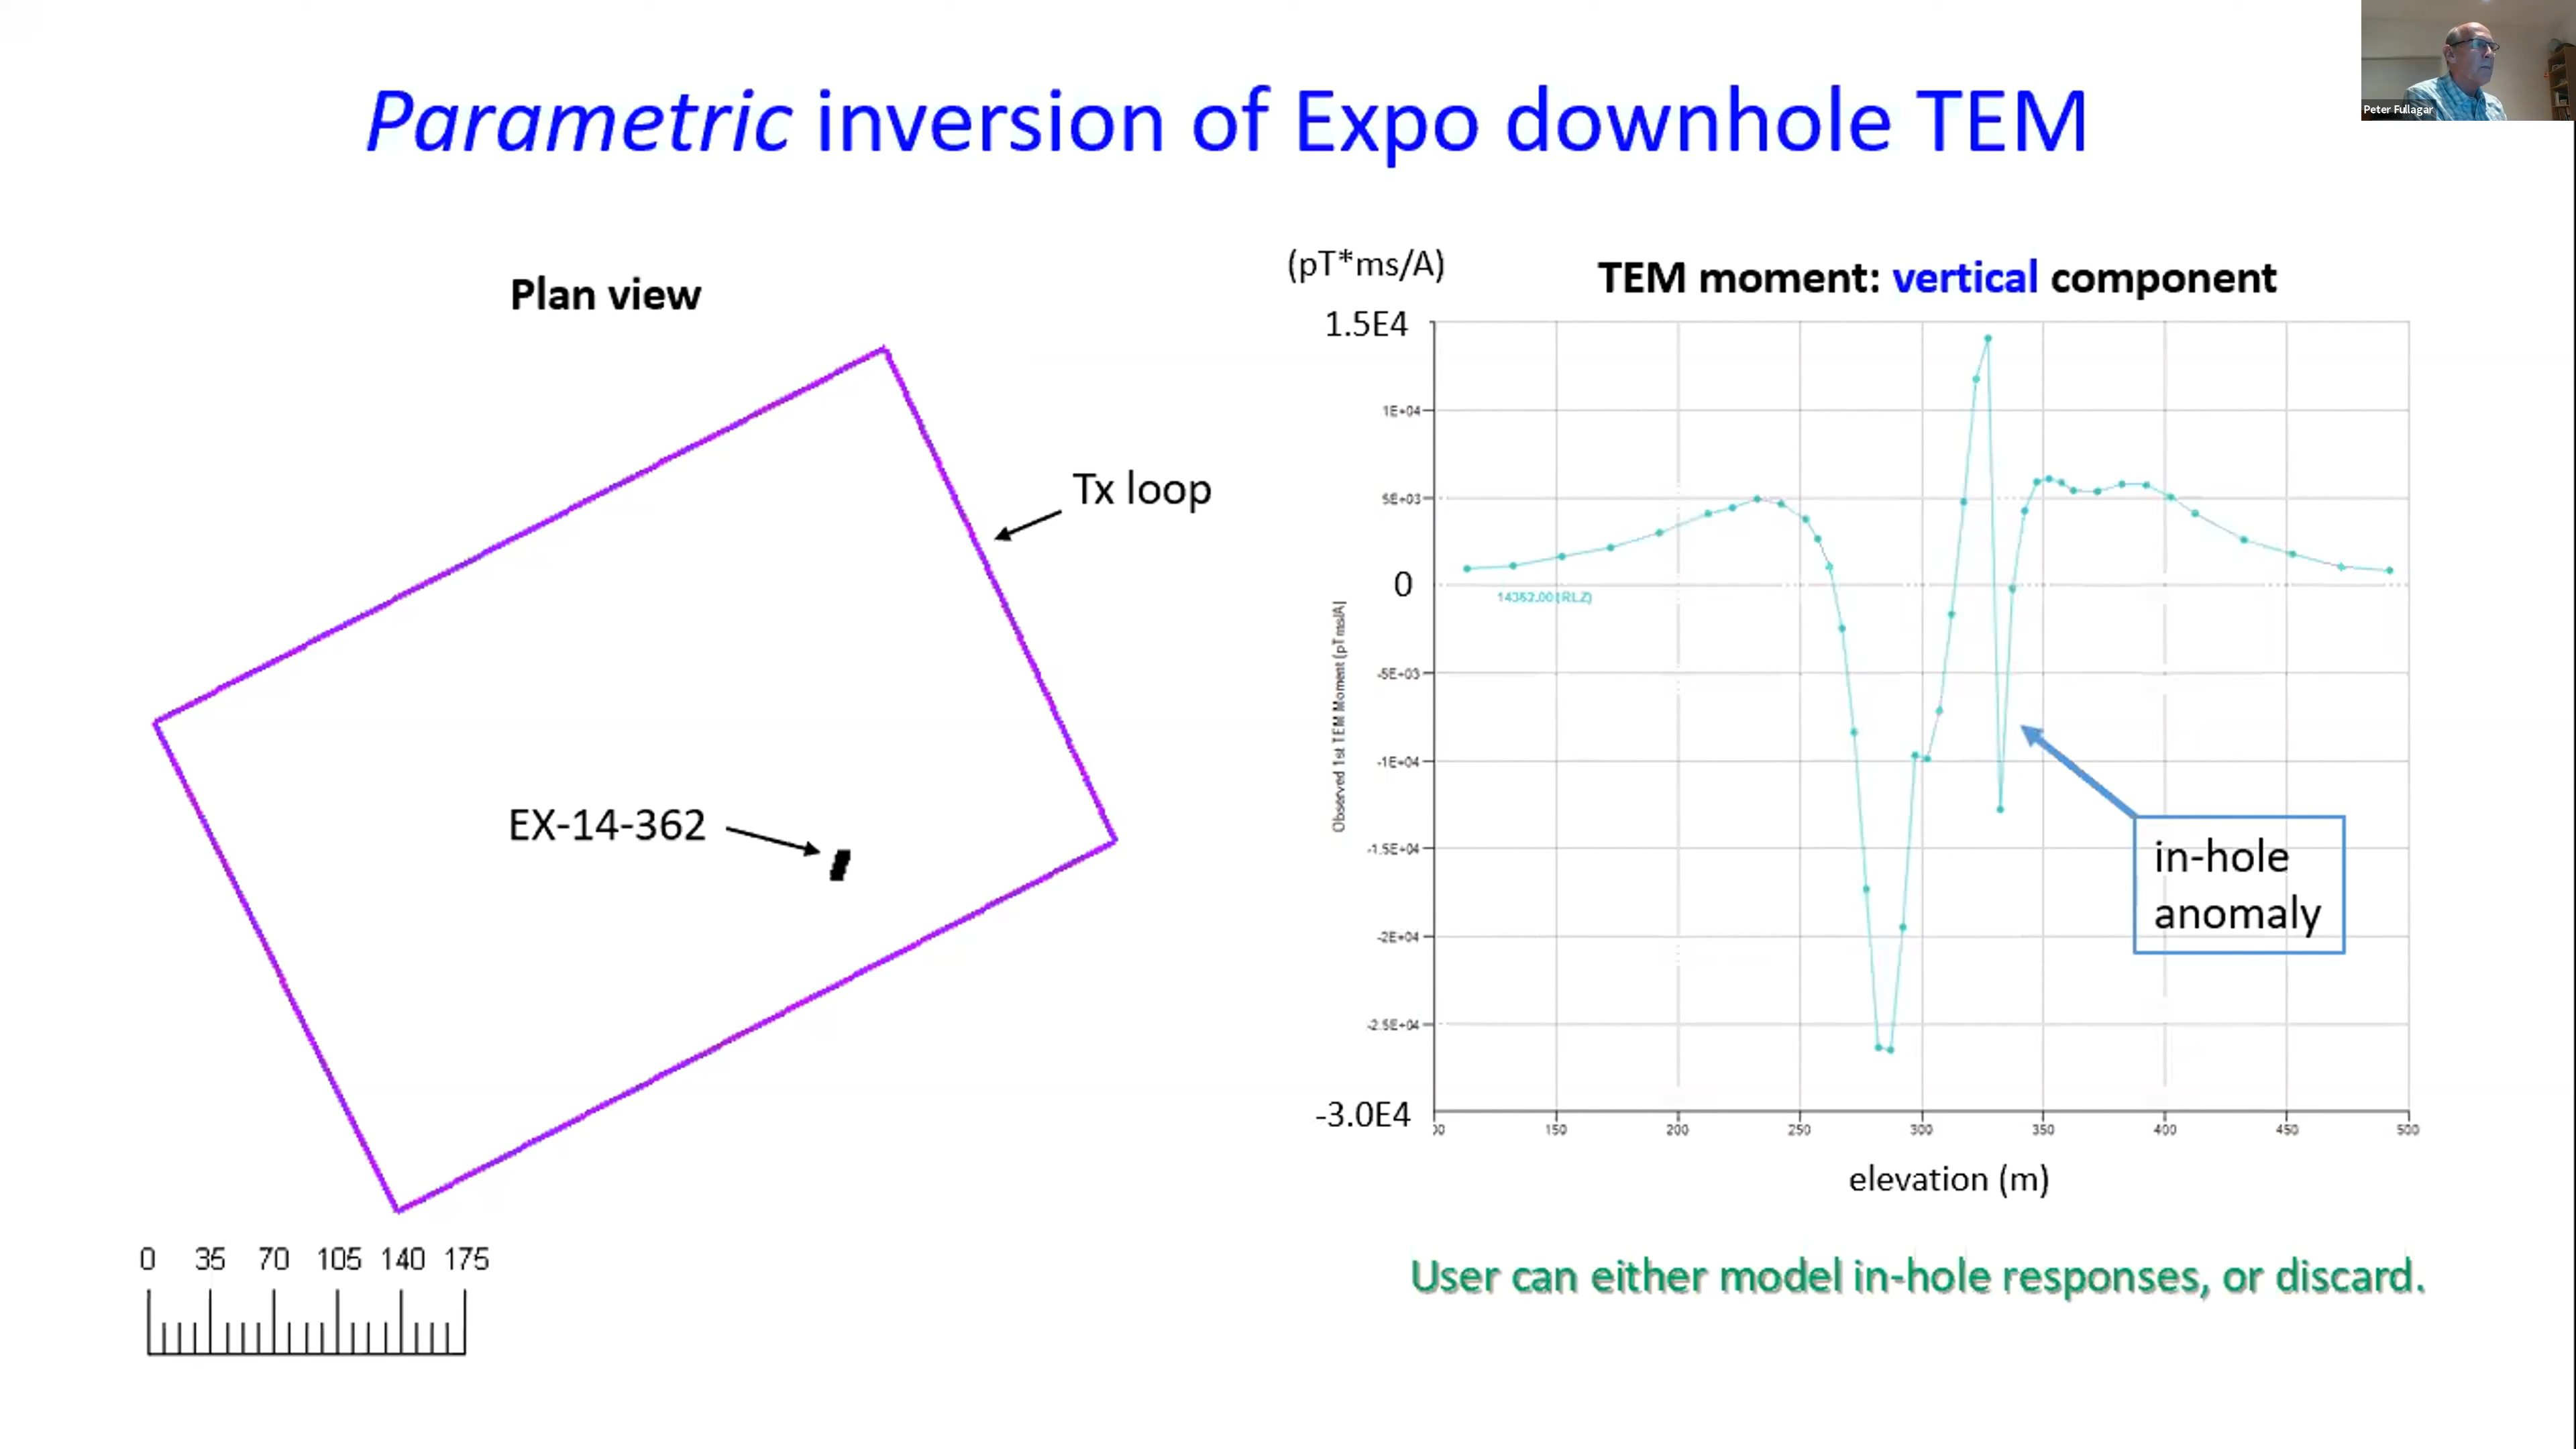 Peter Fullagar
Parametric inversion of Expo downhole TEM
Plan view
Tx loop
EX-14-362
0 35 70 105 140 175
(pT*ms/A)
TEM moment: vertical component
1.5E4
1E+04
5E+03
0
-5E+03
-1E+04
-1.5E+04
-2E+04
-2.5E+04
-3.0E4
Observed 1st TEM Moment (pT ms/A)
in-hole
anomaly
00 150 200 250 300 350 400 450 500
elevation (m)
User can either model in-hole responses, or discard.